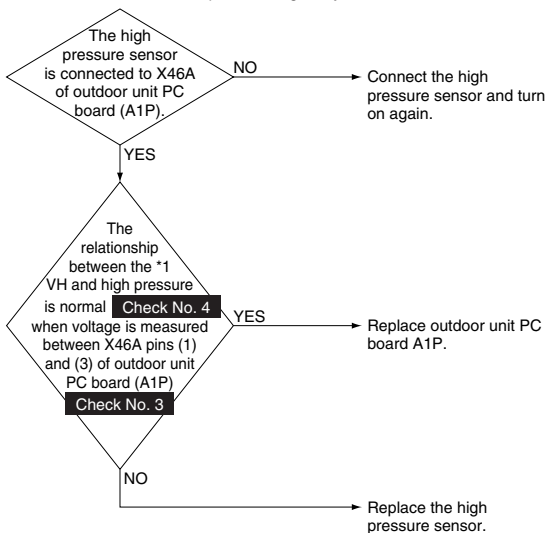 The high
pressure sensor
is connected to X46A
of outdoor unit PC
board (A1P).
NO
Connect the high
pressure sensor and turn
on again.
YES
The
relationship
between the *1
VH and high pressure
is normal Check No. 4
when voltage is measured
between X46A pins (1)
and (3) of outdoor unit
PC board (A1P)
Check No. 3
YES
Replace outdoor unit PC
board A1P.
NO
Replace the high
pressure sensor.